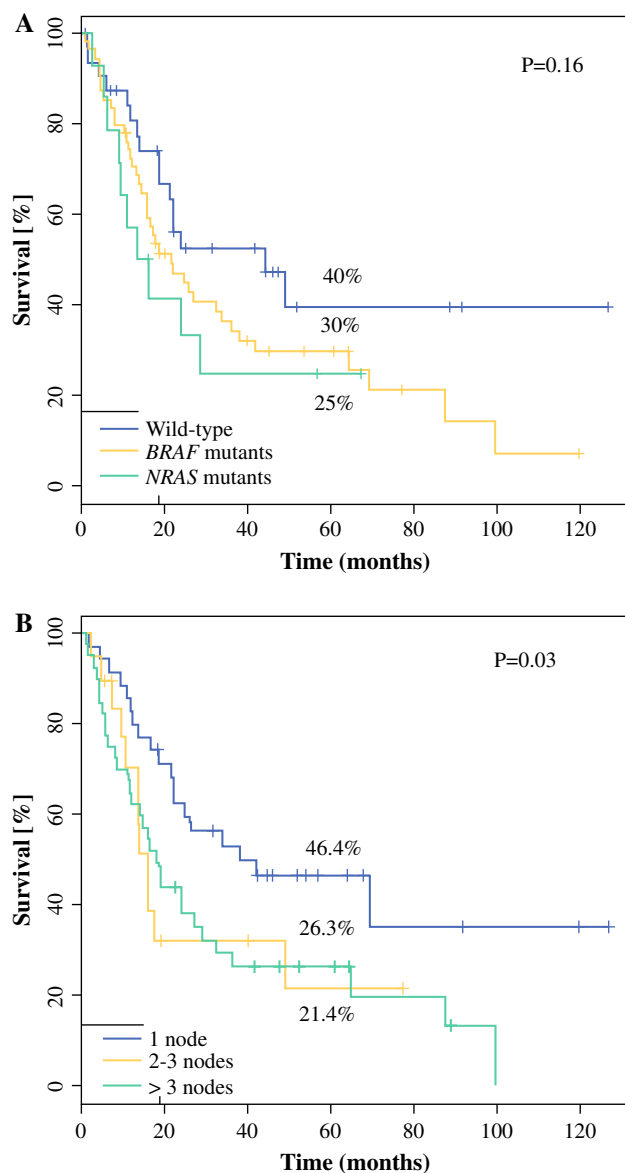 A
P=0.16
100
80
60
40
20
0
Survival [%]
40%
30%
25%
Wild-type
BRAF mutants
NRAS mutants
0 20 40 60 80 100 120
Time (months)
B
P=0.03
100
80
60
40
20
0
Survival [%]
46.4%
26.3%
21.4%
1 node
2-3 nodes
> 3 nodes
0 20 40 60 80 100 120
Time (months)